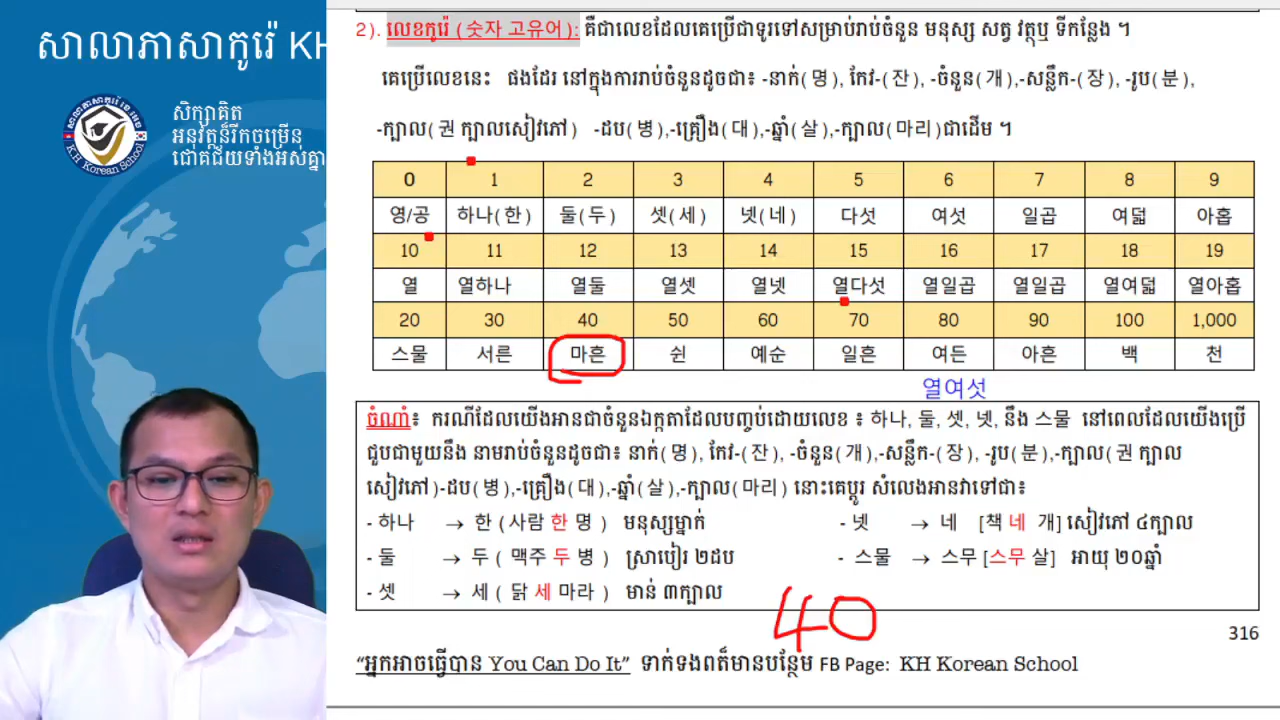 សាលាភាសាកូរ៉េ KH
សិក្សាគិត
អនុវត្តន៍រីកចម្រើន
ជោគជ័យទាំងអស់គ្នា
K.H Korean School
2). លេខកូរ៉េ (숫자 고유어): គឺជាលេខដែលគេប្រើជាទូរទៅសម្រាប់រាប់ចំនួន មនុស្ស សត្វ វត្ថុឬ ទីកន្លែង ។
គេប្រើលេខនេះ ផងដែរ នៅក្នុងការរាប់ចំនួនដូចជា៖ -នាក់(명), កែវ-(잔), -ចំនួន(개),-សន្លឹក-(장), -រូប(분),
-ក្បាល(권 ក្បាលសៀវភៅ) -ដប(병),-គ្រឿង(대),-ឆ្នាំ(살),-ក្បាល(마리)ជាដើម ។
0 1 2 3 4 5 6 7 8 9
영/공 하나(한) 둘(두) 셋(세) 넷(네) 다섯 여섯 일곱 여덟 아홉
10 11 12 13 14 15 16 17 18 19
열 열하나 열둘 열셋 열넷 열다섯 열일곱 열일곱 열여덟 열아홉
20 30 40 50 60 70 80 90 100 1,000
스물 서른 마흔 쉰 예순 일흔 여든 아흔 백 천
열여섯
ចំណាំ៖ ករណីដែលយើងអានជាចំនួនឯកតាដែលបញ្ចប់ដោយលេខ ៖ 하나, 둘, 셋, 넷, និង 스물 នៅពេលដែលយើងប្រើ
ជួបជាមួយនឹង នាមរាប់ចំនួនដូចជា៖ នាក់(명), កែវ-(잔), -ចំនួន(개),-សន្លឹក-(장), -រូប(분),-ក្បាល(권 ក្បាល
សៀវភៅ)-ដប(병),-គ្រឿង(대),-ឆ្នាំ(살),-ក្បាល(마리) នោះគេប្តូរ សំលេងអានវាទៅជា៖
- 하나 → 한 (사람 한 명) មនុស្សម្នាក់ - 넷 → 네 [책 네 개] សៀវភៅ ៤ក្បាល
- 둘 → 두 (맥주 두 병) ស្រាបៀរ ២ដប - 스물 → 스무 [스무 살] អាយុ ២០ឆ្នាំ
- 셋 → 세 (닭 세 마라) មាន់ ៣ក្បាល
40
316
“អ្នកអាចធ្វើបាន You Can Do It” ទាក់ទងពត៌មានបន្ថែម FB Page: KH Korean School